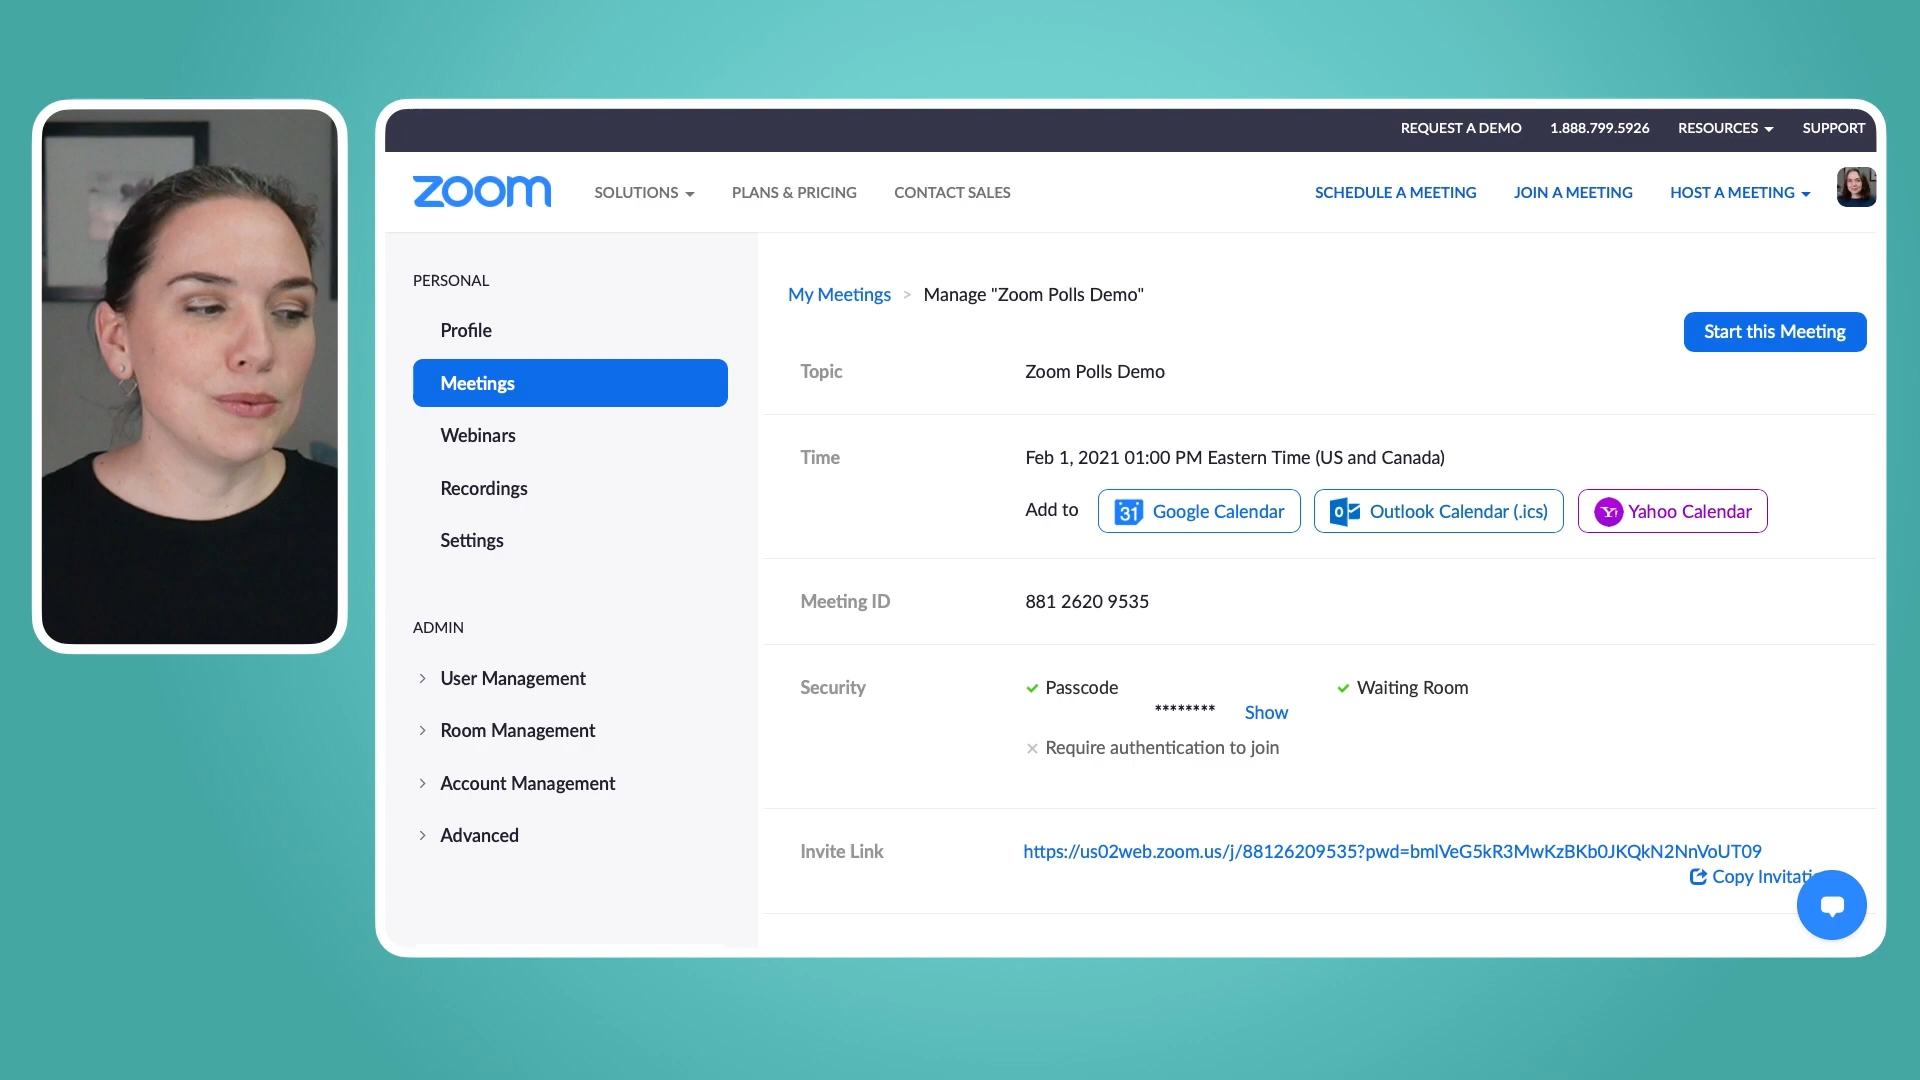 REQUEST A DEMO 1.888.799.5926 RESOURCES SUPPORT
zoom SOLUTIONS PLANS & PRICING CONTACT SALES SCHEDULE A MEETING JOIN A MEETING HOST A MEETING
PERSONAL
Profile
Meetings
Webinars
Recordings
Settings
ADMIN
User Management
Room Management
Account Management
Advanced
My Meetings > Manage "Zoom Polls Demo"
Start this Meeting
Topic Zoom Polls Demo
Time Feb 1, 2021 01:00 PM Eastern Time (US and Canada)
Add to 31 Google Calendar Outlook Calendar (.ics) Yahoo Calendar
Meeting ID 881 2620 9535
Security Passcode Waiting Room
******** Show
Require authentication to join
Invite Link https://us02web.zoom.us/j/88126209535?pwd=bmlVeG5kR3MwKzBKb0JKQkN2NnVoUT09
Copy Invitati